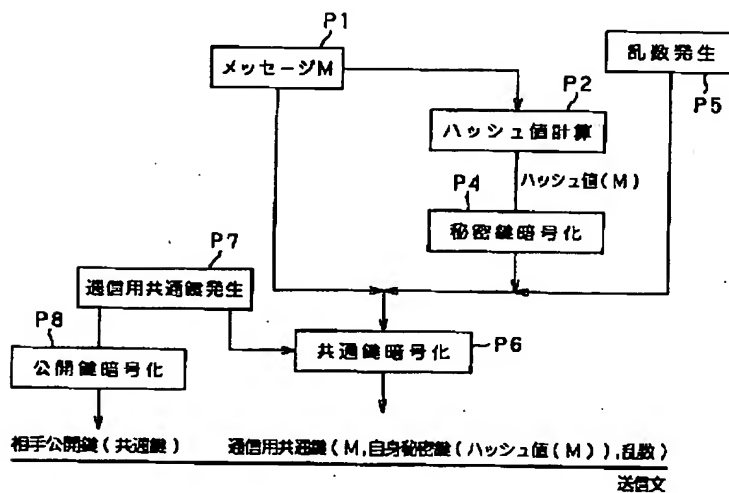 P1
メッセージM
乱数発生
P5
P2
ハッシュ値計算
ハッシュ値(M)
P4
秘密鍵暗号化
P7
通信用共通鍵発生
P8
公開鍵暗号化
共通鍵暗号化
P6
相手公開鍵(共通鍵) 通信用共通鍵(M,自身秘密鍵(ハッシュ値(M)),乱数)
送信文